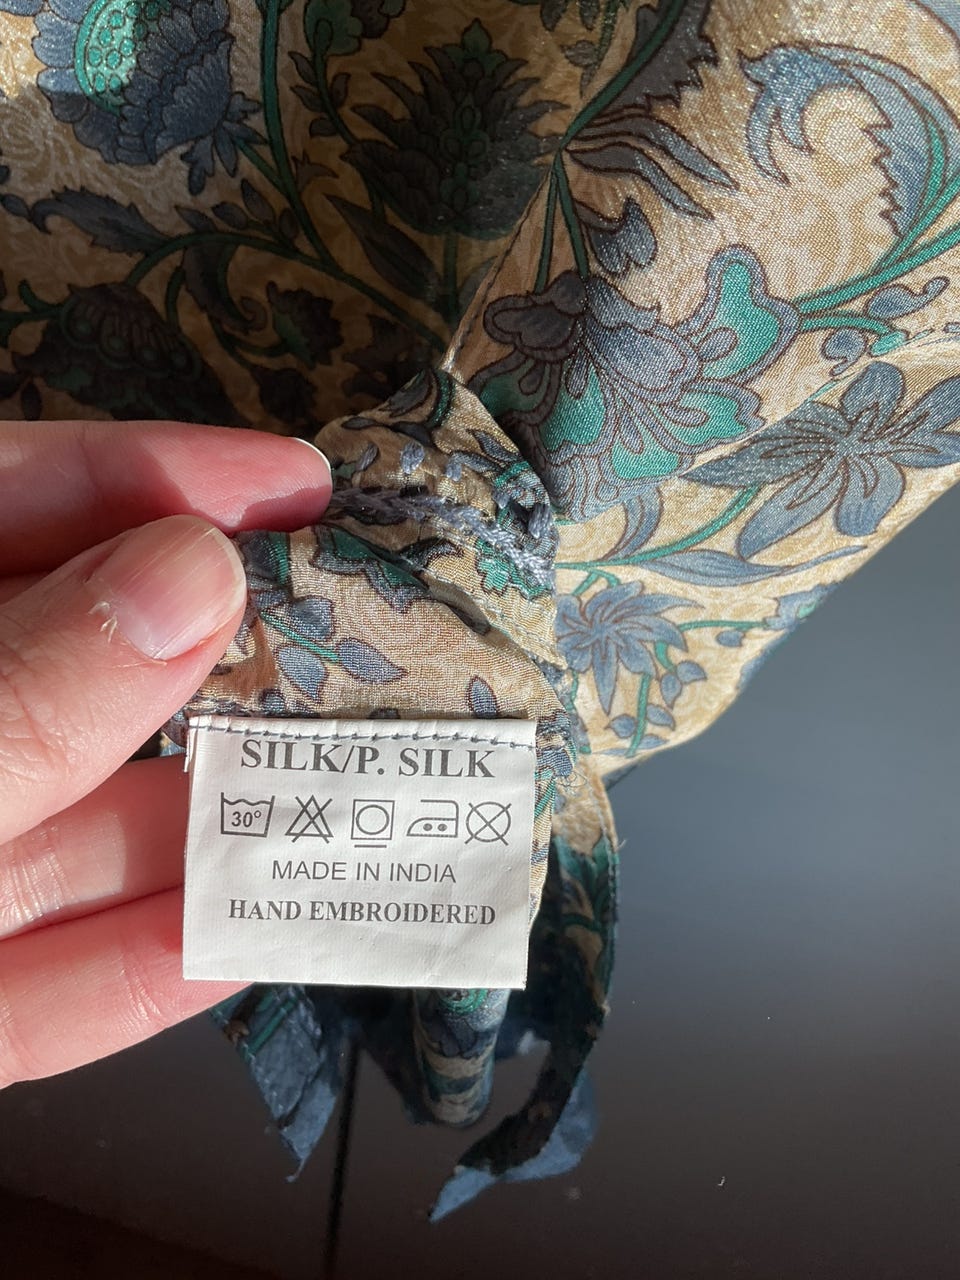 SILK/P. SILK
30°
MADE IN INDIA
HAND EMBROIDERED